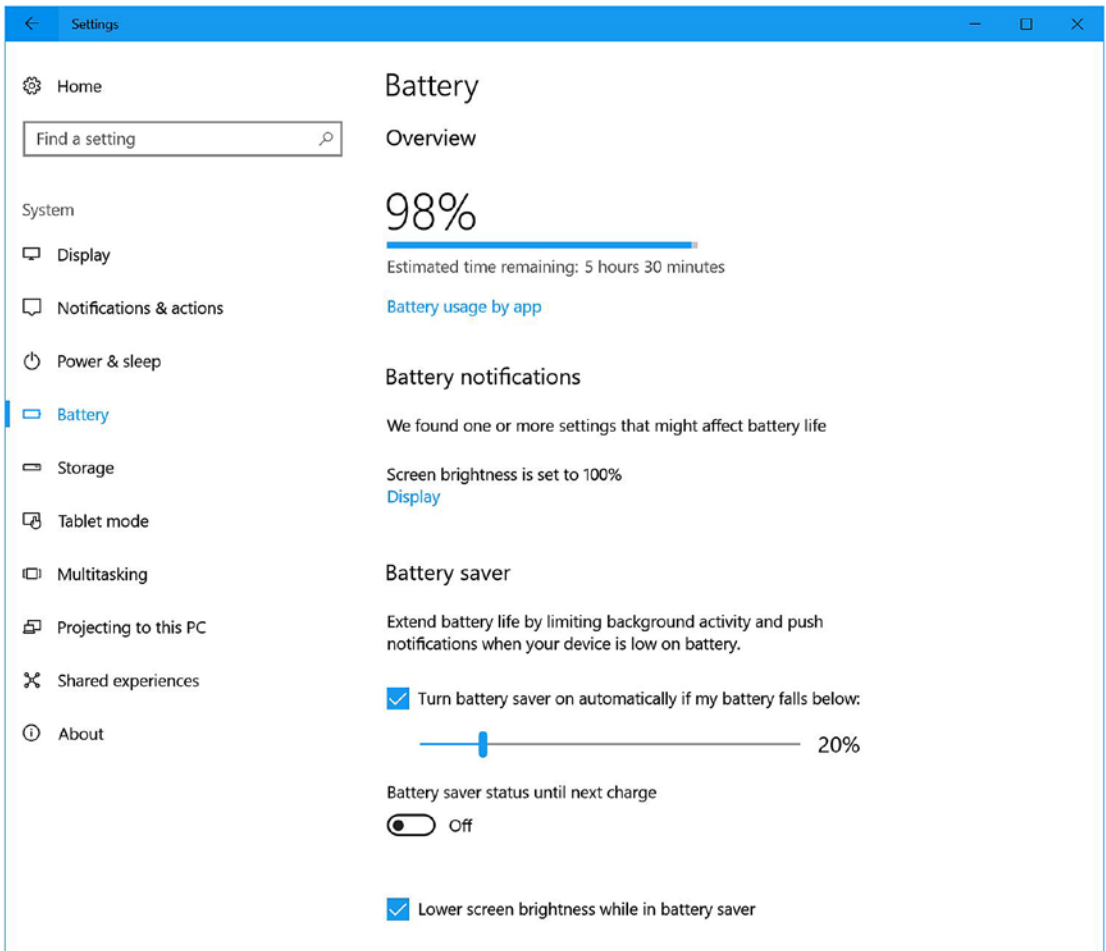 Settings
Home
Find a setting
System
Display
Notifications & actions
Power & sleep
Battery
Storage
Tablet mode
Multitasking
Projecting to this PC
Shared experiences
About
Battery
Overview
98%
Estimated time remaining: 5 hours 30 minutes
Battery usage by app
Battery notifications
We found one or more settings that might affect battery life
Screen brightness is set to 100%
Display
Battery saver
Extend battery life by limiting background activity and push
notifications when your device is low on battery.
Turn battery saver on automatically if my battery falls below:
20%
Battery saver status until next charge
Off
Lower screen brightness while in battery saver